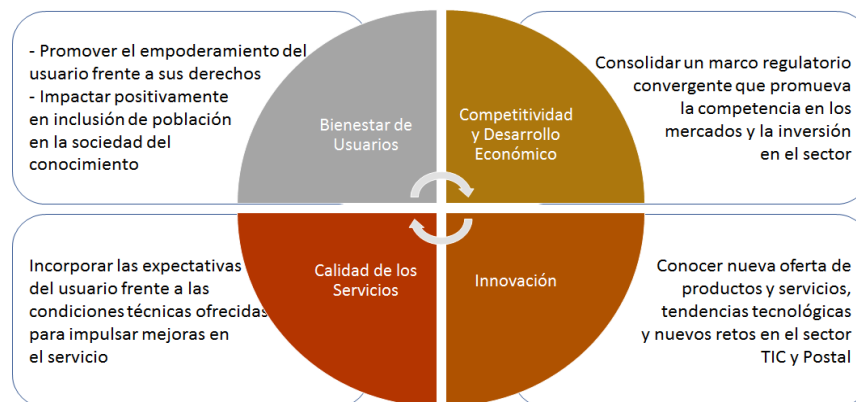 - Promover el empoderamiento del
usuario frente a sus derechos
- Impactar positivamente
en inclusión de población
en la sociedad del
conocimiento
Bienestar de
Usuarios
Competitividad
y Desarrollo
Económico
Consolidar un marco regulatorio
convergente que promueva
la competencia en los
mercados y la inversión
en el sector
Incorporar las expectativas
del usuario frente a las
condiciones técnicas ofrecidas
para impulsar mejoras en
el servicio
Calidad de los
Servicios
Innovación
Conocer nueva oferta de
productos y servicios,
tendencias tecnológicas
y nuevos retos en el sector
TIC y Postal